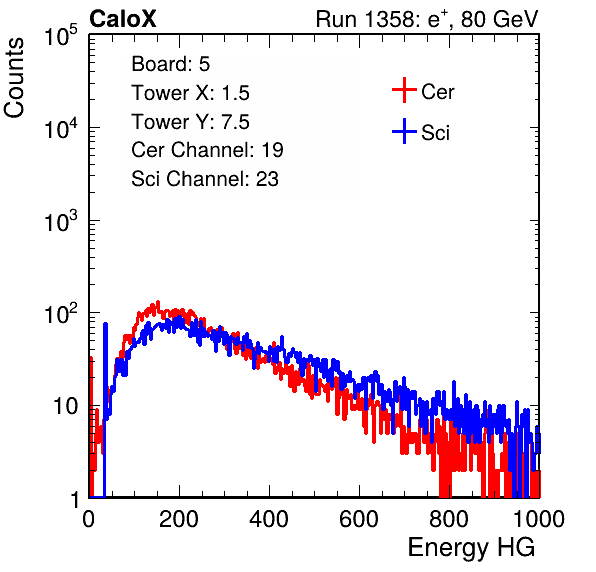 CaloX Run 1358: e⁺, 80 GeV
Counts
Board: 5
Tower X: 1.5
Tower Y: 7.5
Cer Channel: 19
Sci Channel: 23
Cer
Sci
10⁵
10⁴
10³
10²
10
1
0 200 400 600 800 1000
Energy HG